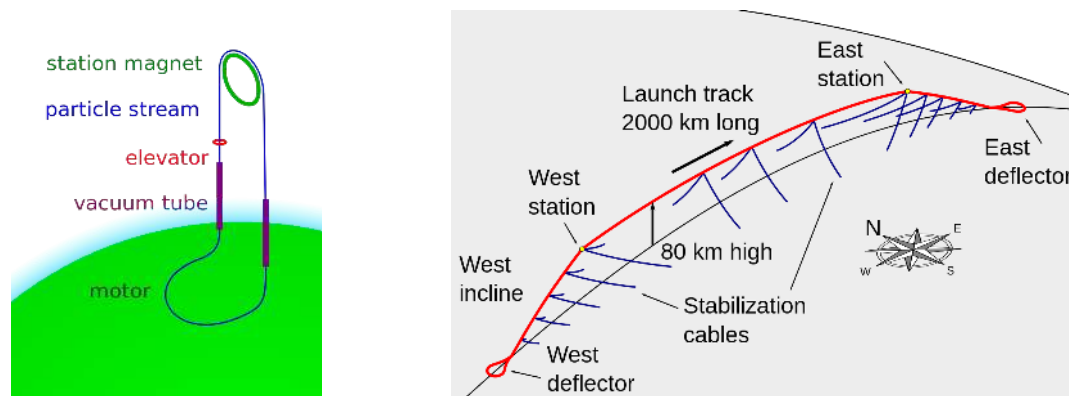 station magnet
particle stream
elevator
vacuum tube
motor
East
station
Launch track
2000 km long
East
deflector
West
station
N
E
W
S
80 km high
West
incline
Stabilization
cables
West
deflector